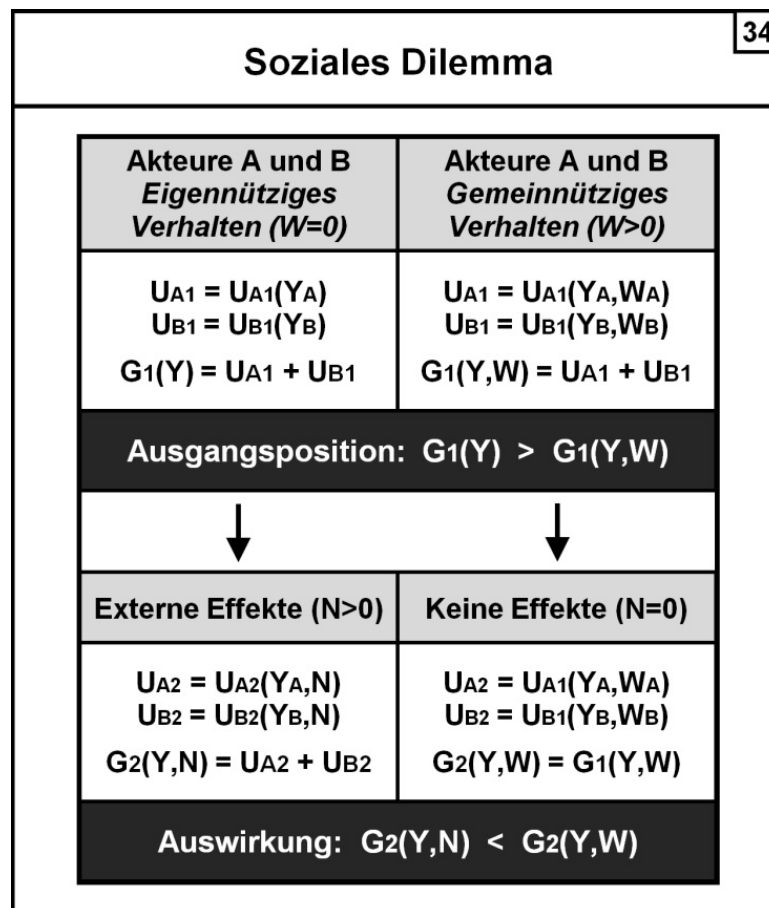 34
Soziales Dilemma
Akteure A und B
Eigennütziges
Verhalten (W=0)
Akteure A und B
Gemeinnütziges
Verhalten (W>0)
UA1 = UA1(YA)
UB1 = UB1(YB)
G1(Y) = UA1 + UB1
UA1 = UA1(YA,WA)
UB1 = UB1(YB,WB)
G1(Y,W) = UA1 + UB1
Ausgangsposition: G1(Y) > G1(Y,W)
Externe Effekte (N>0)
Keine Effekte (N=0)
UA2 = UA2(YA,N)
UB2 = UB2(YB,N)
G2(Y,N) = UA2 + UB2
UA2 = UA1(YA,WA)
UB2 = UB1(YB,WB)
G2(Y,W) = G1(Y,W)
Auswirkung: G2(Y,N) < G2(Y,W)